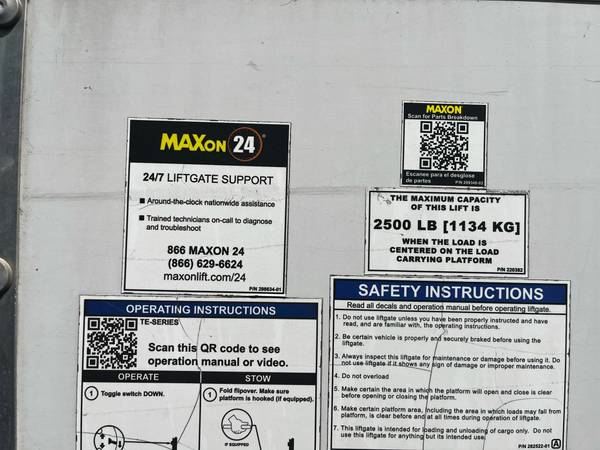 MAXON 24
24/7 LIFTGATE SUPPORT
Around-the-clock nationwide assistance
Trained technicians on-call to diagnose
and troubleshoot
866 MAXON 24
(866) 629-6624
maxonlift.com/24
P/N 298634-01
MAXON
Scan for Parts Breakdown
Escanee para el desglose
de partes
THE MAXIMUM CAPACITY
OF THIS LIFT IS
2500 LB [1134 KG]
WHEN THE LOAD IS
CENTERED ON THE LOAD
CARRYING PLATFORM
P/N 220382
OPERATING INSTRUCTIONS
TE-SERIES
Scan this QR code to see
operation manual or video.
OPERATE
STOW
1 Toggle switch DOWN.
1 Fold flipover. Make sure
platform is hooked (if equipped).
IF EQUIPPED
SAFETY INSTRUCTIONS
Read all decals and operation manual before operating liftgate.
1. Do not use liftgate unless you have been properly instructed and have
read, and are familiar with, the operating instructions.
2. Be certain vehicle is properly and securely braked before using the
liftgate.
3. Always inspect this liftgate for maintenance or damage before using it. Do
not use liftgate if it shows any sign of damage or improper maintenance.
4. Do not overload
5. Make certain the area in which the platform will open and close is clear
before opening or closing the platform.
6. Make certain platform area, including the area in which loads may fall from
platform, is clear before and at all times during operation of liftgate.
7. This liftgate is intended for loading and unloading of cargo only. Do not
use this liftgate for anything but its intended use.
P/N 282522-01 A